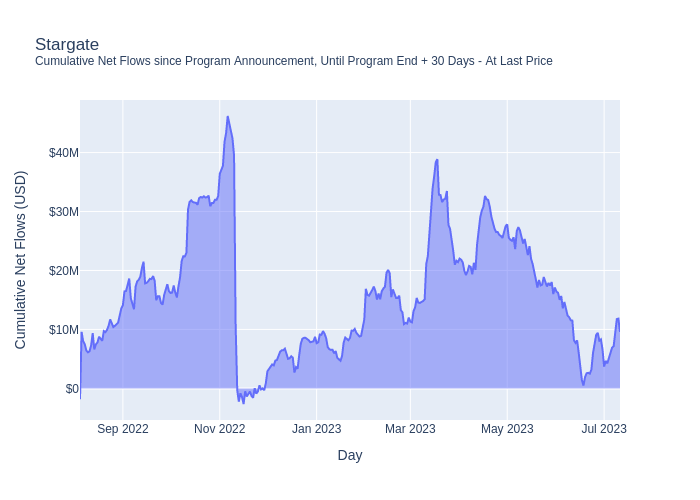 Stargate
Cumulative Net Flows since Program Announcement, Until Program End + 30 Days - At Last Price
Cumulative Net Flows (USD)
$40M
$30M
$20M
$10M
$0
Sep 2022
Nov 2022
Jan 2023
Mar 2023
May 2023
Jul 2023
Day